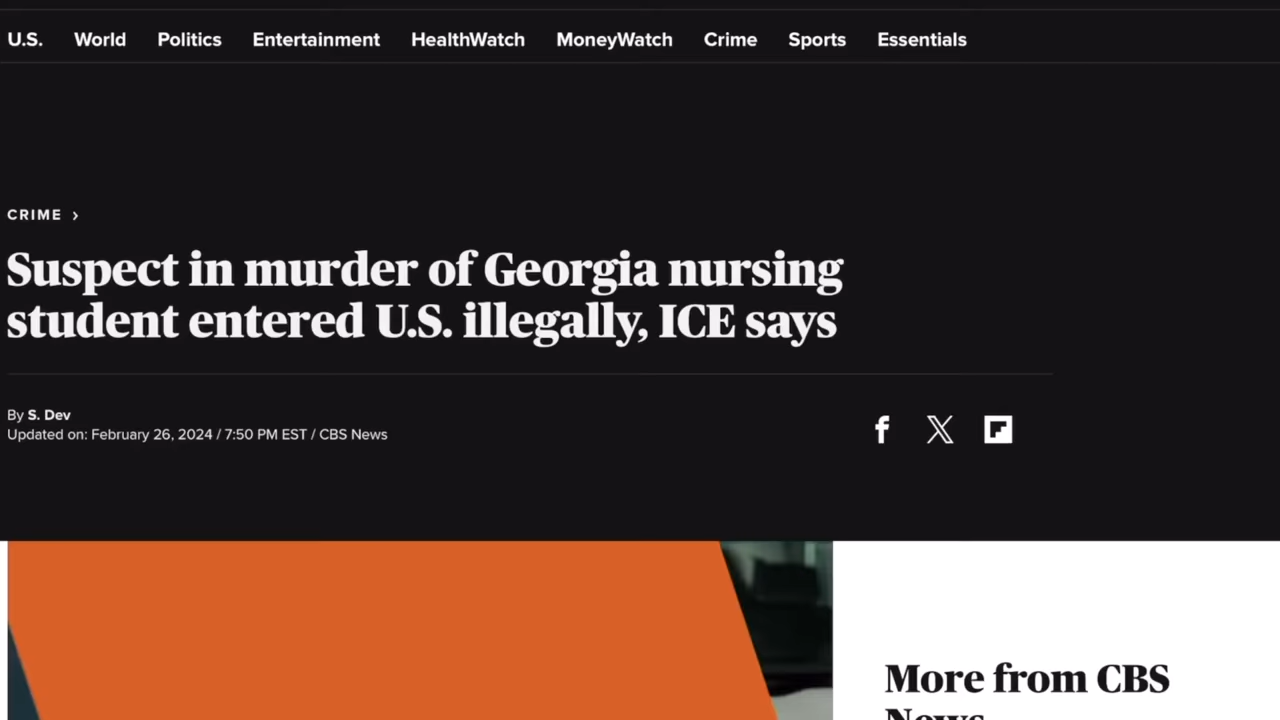 U.S. World Politics Entertainment HealthWatch MoneyWatch Crime Sports Essentials
CRIME ›
Suspect in murder of Georgia nursing
student entered U.S. illegally, ICE says
By S. Dev
Updated on: February 26, 2024 / 7:50 PM EST / CBS News
More from CBS
News